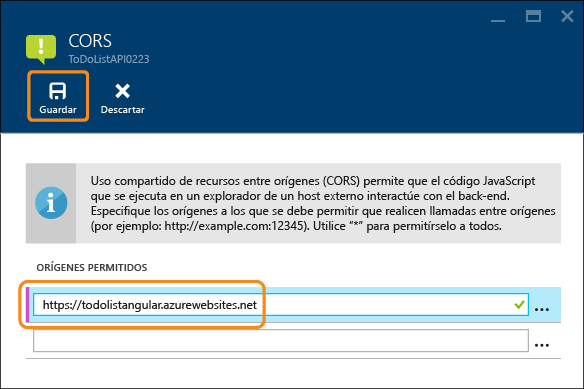 CORS
ToDoListAPI0223
Guardar
Descartar
Uso compartido de recursos entre orígenes (CORS) permite que el código JavaScript
que se ejecuta en un explorador de un host externo interactúe con el back-end.
Especifique los orígenes a los que se debe permitir que realicen llamadas entre orígenes
(por ejemplo: http://example.com:12345). Utilice "*" para permitírselo a todos.
ORÍGENES PERMITIDOS
https://todolistangular.azurewebsites.net